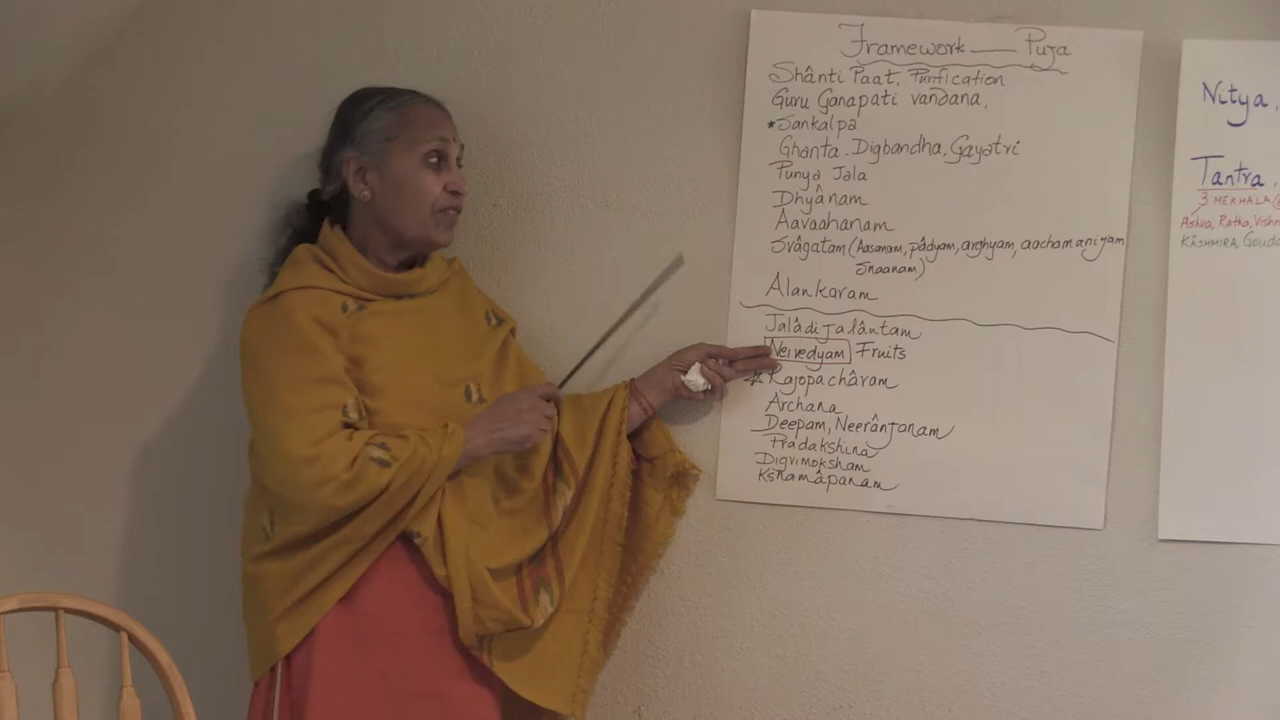 Framework — Puja
Shânti Paat, Purification
Guru Ganapati vandana,
*Sankalpa
Ghanta. Digbandha, Gayatri
Punya Jala
Dhyânam
Aavaahanam
Svâgatam (Aasanam, pâdyam, arghyam, aachamaniyam
Snaanam)
Alankaram
Jalâdi Jalântam
Neivedyam Fruits
Rajopachâram
Archana
Deepam, Neerânjanam
Pradakshina
Digvimoksham
Kshamâpanam
Nitya,
Tantra,
3 MEKHALA
Ashva, Ratha, Vishn
KÂSHMIRA, Gouda